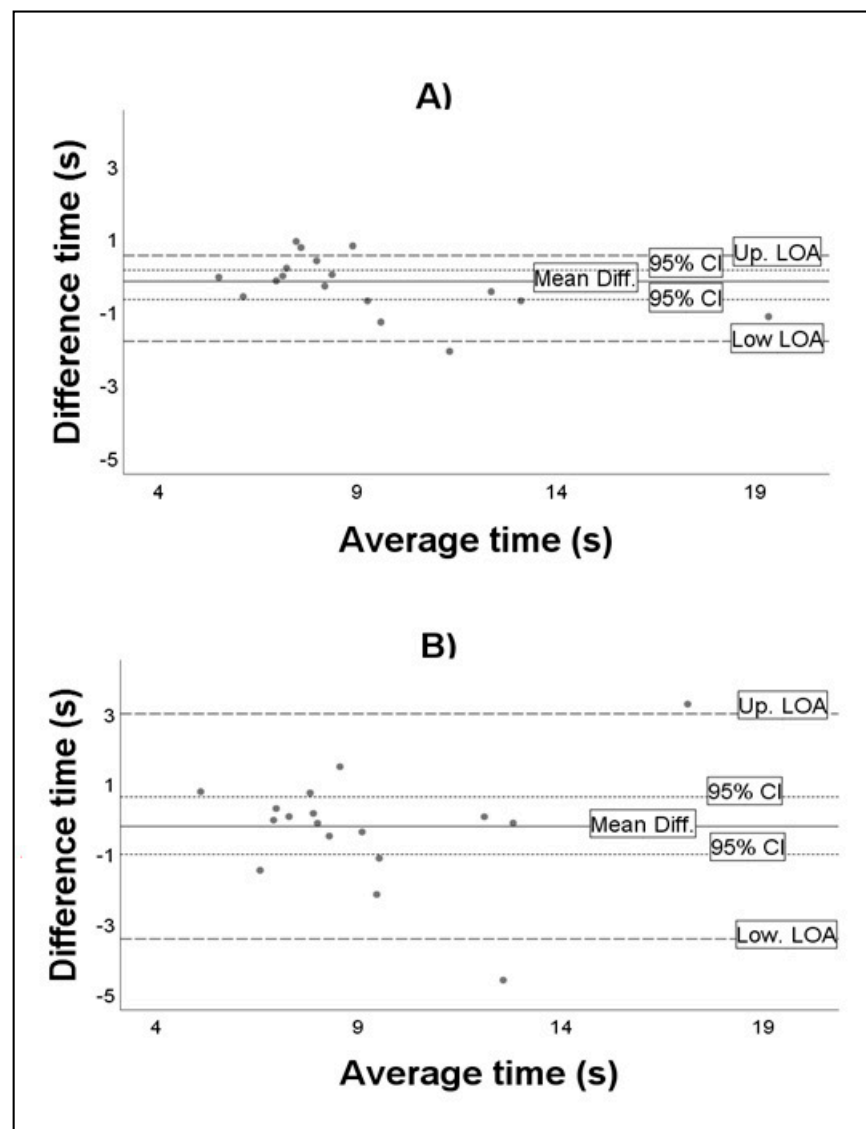 A)
Difference time (s)
3
1
-1
-3
-5
Up. LOA
95% CI
Mean Diff.
95% CI
Low LOA
4 9 14 19
Average time (s)
B)
Difference time (s)
3
1
-1
-3
-5
Up. LOA
95% CI
Mean Diff.
95% CI
Low. LOA
4 9 14 19
Average time (s)